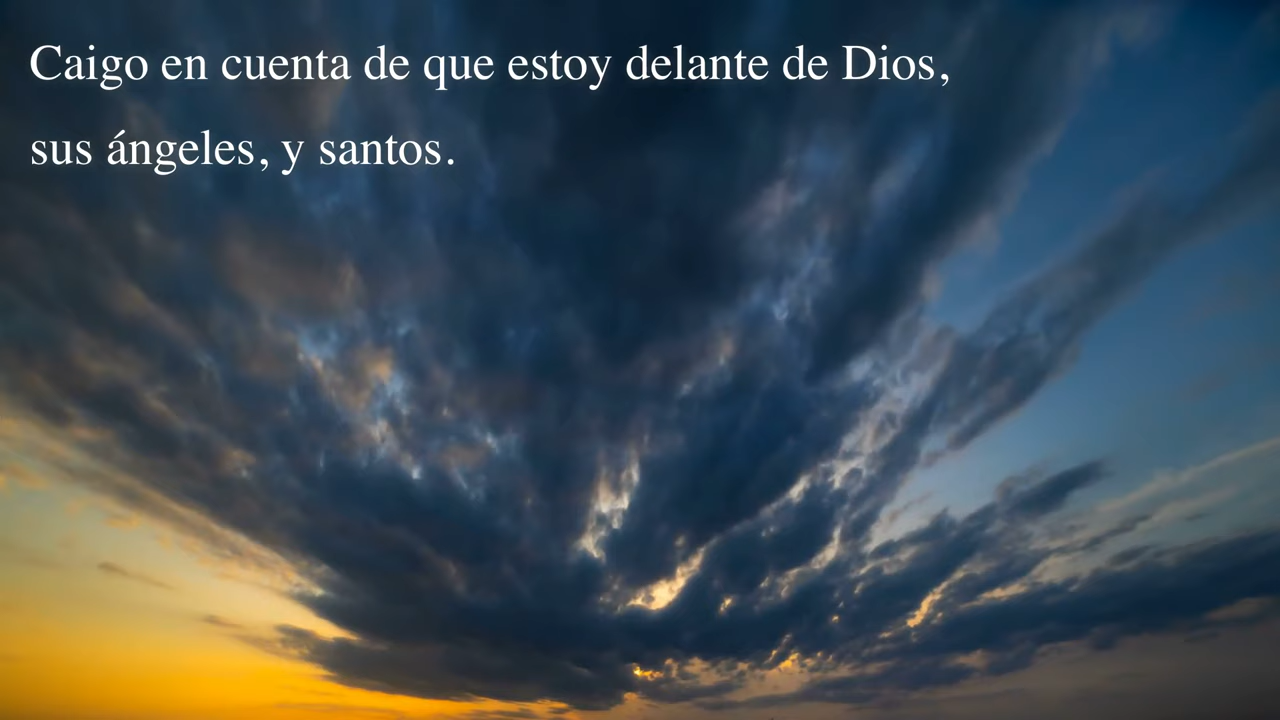 Caigo en cuenta de que estoy delante de Dios,
sus ángeles, y santos.